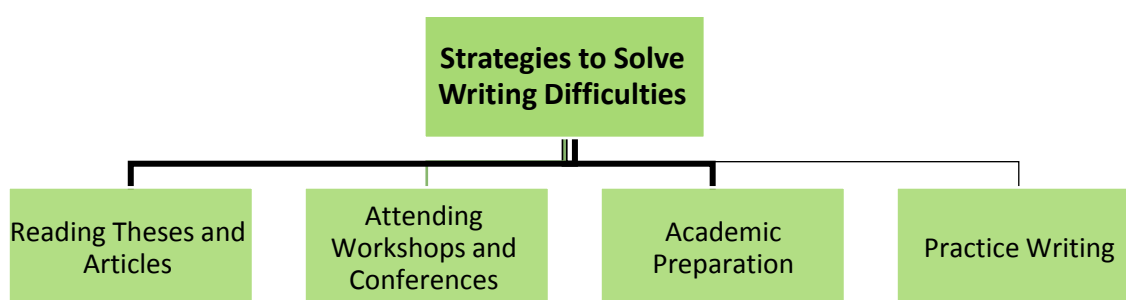 Strategies to Solve
Writing Difficulties
Reading Theses and
Articles
Attending
Workshops and
Conferences
Academic
Preparation
Practice Writing